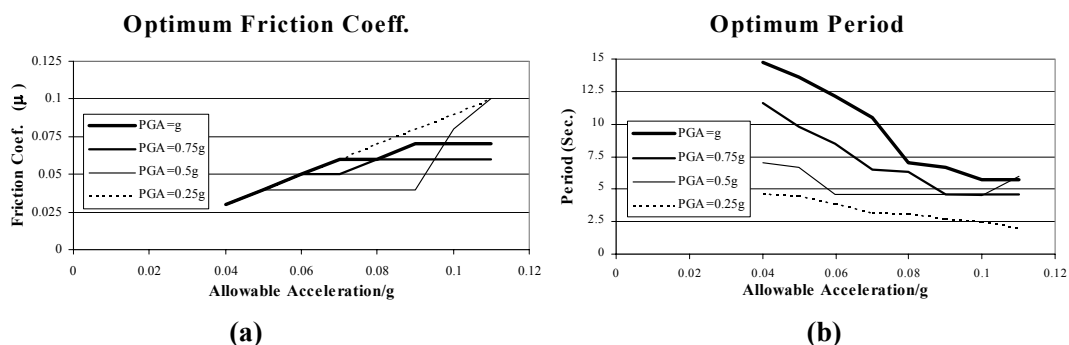 Optimum Friction Coeff.
Friction Coef. (μ)
0.125
0.1
0.075
0.05
0.025
0
PGA=g
PGA=0.75g
PGA=0.5g
PGA=0.25g
0 0.02 0.04 0.06 0.08 0.1 0.12
Allowable Acceleration/g
(a)
Optimum Period
Period (Sec.)
15
12.5
10
7.5
5
2.5
0
PGA=g
PGA=0.75g
PGA=0.5g
PGA=0.25g
0 0.02 0.04 0.06 0.08 0.1 0.12
Allowable Acceleration/g
(b)